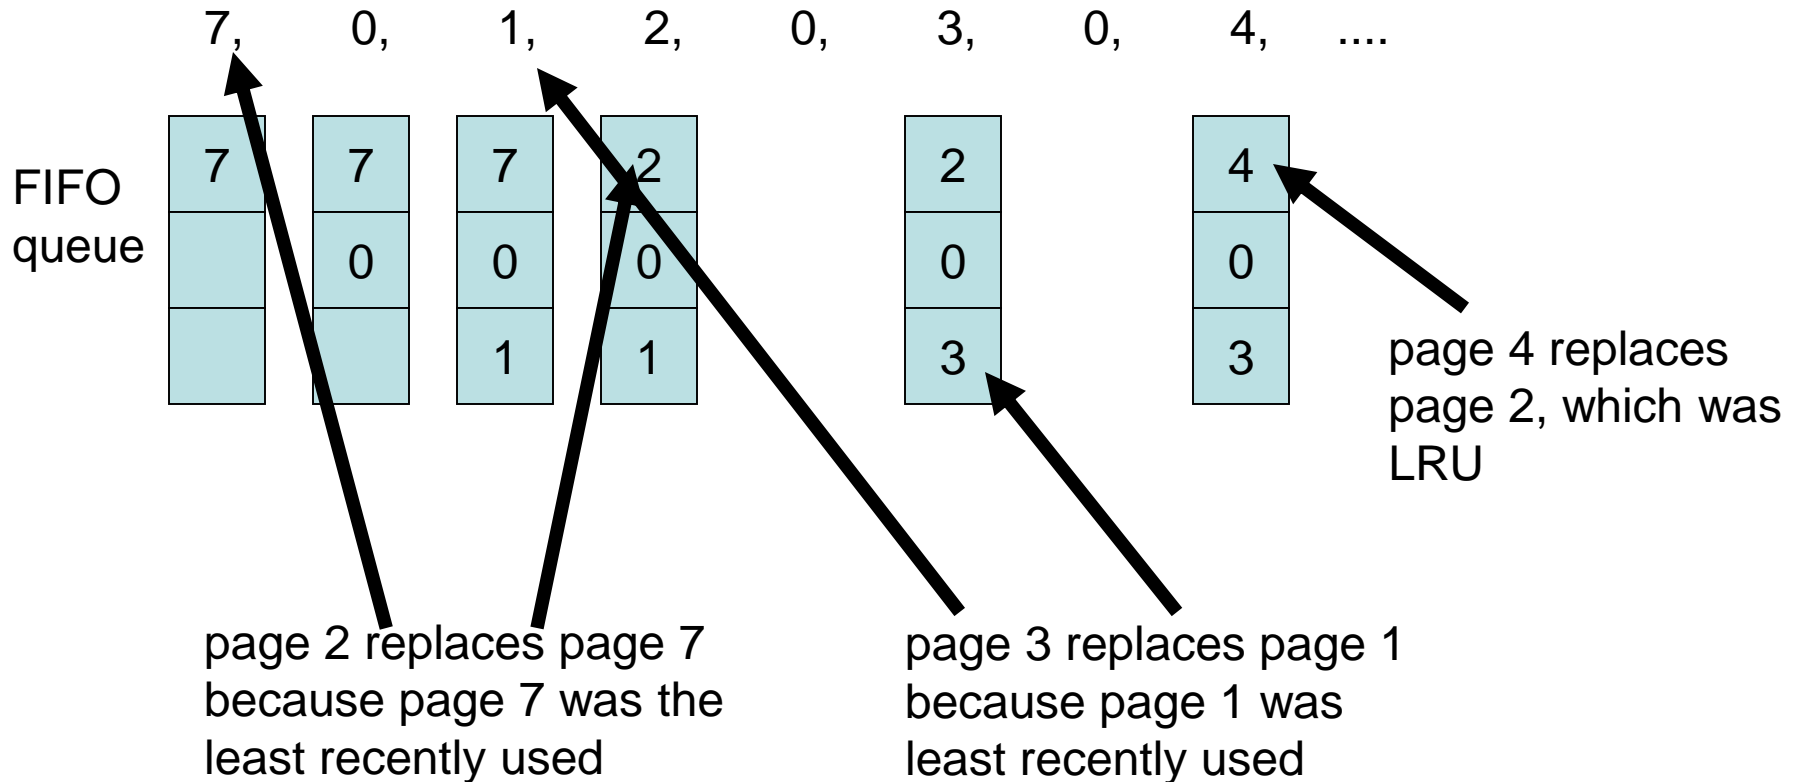 7, 0, 1, 2, 0, 3, 0, 4, ....
FIFO
queue
7 7 7 2 2 4
0 0 0 0 0
1 1 3 3
page 4 replaces
page 2, which was
LRU
page 2 replaces page 7
because page 7 was the
least recently used
page 3 replaces page 1
because page 1 was
least recently used